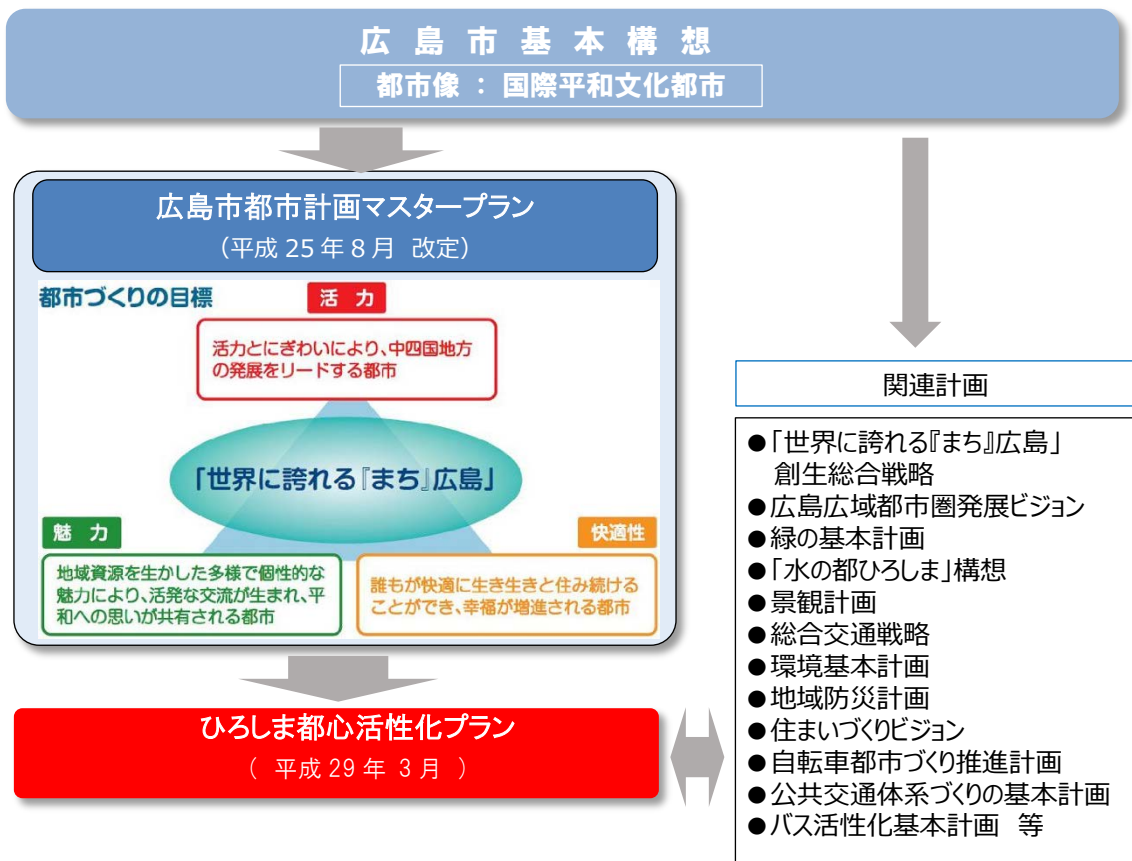 広島市基本構想
都市像 ： 国際平和文化都市
広島市都市計画マスタープラン
（平成 25 年 8 月 改定）
都市づくりの目標
活 力
活力とにぎわいにより、中四国地方
の発展をリードする都市
「世界に誇れる『まち』広島」
魅 力
地域資源を生かした多様で個性的な
魅力により、活発な交流が生まれ、平
和への思いが共有される都市
快適性
誰もが快適に生き生きと住み続ける
ことができ、幸福が増進される都市
ひろしま都心活性化プラン
（ 平成 29 年 3 月 ）
関連計画
●「世界に誇れる『まち』広島」
創生総合戦略
●広島広域都市圏発展ビジョン
●緑の基本計画
●「水の都ひろしま」構想
●景観計画
●総合交通戦略
●環境基本計画
●地域防災計画
●住まいづくりビジョン
●自転車都市づくり推進計画
●公共交通体系づくりの基本計画
●バス活性化基本計画 等